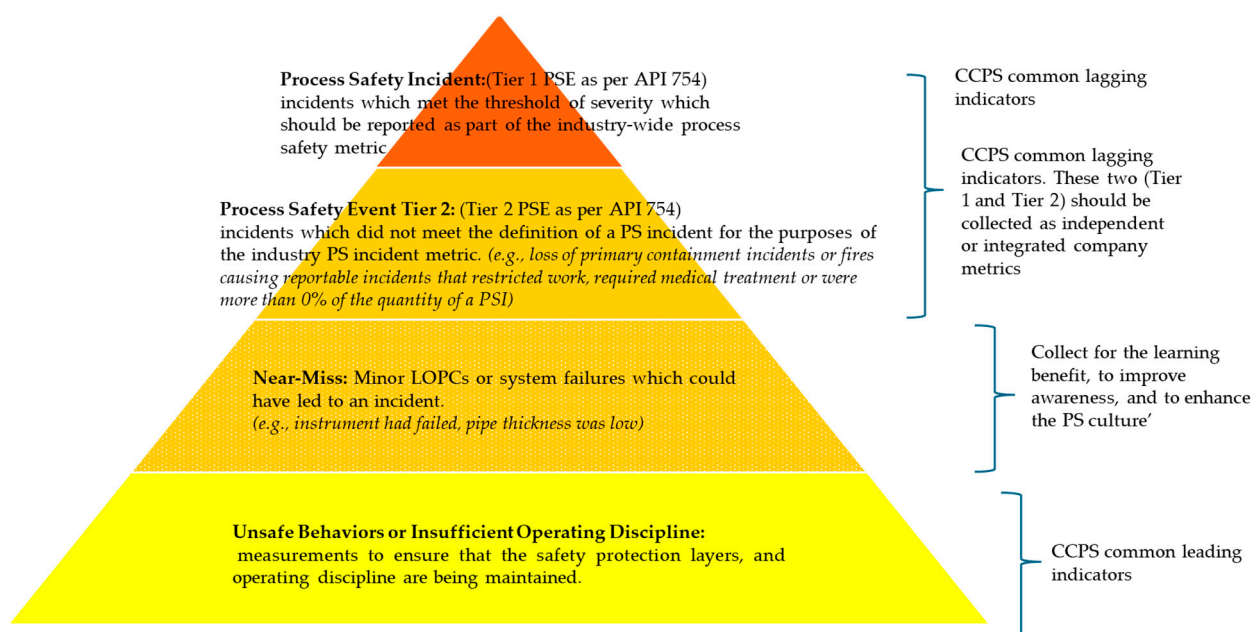 Process Safety Incident:(Tier 1 PSE as per API 754)
incidents which met the threshold of severity which
should be reported as part of the industry-wide process
safety metric
CCPS common lagging
indicators
CCPS common lagging
indicators. These two (Tier
1 and Tier 2) should be
collected as independent
or integrated company
metrics
Process Safety Event Tier 2: (Tier 2 PSE as per API 754)
incidents which did not meet the definition of a PS incident for the purposes of
the industry PS incident metric. (e.g., loss of primary containment incidents or fires
causing reportable incidents that restricted work, required medical treatment or were
more than 0% of the quantity of a PSI)
Near-Miss: Minor LOPCs or system failures which could
have led to an incident.
(e.g., instrument had failed, pipe thickness was low)
Collect for the learning
benefit, to improve
awareness, and to enhance
the PS culture’
Unsafe Behaviors or Insufficient Operating Discipline:
measurements to ensure that the safety protection layers, and
operating discipline are being maintained.
CCPS common leading
indicators